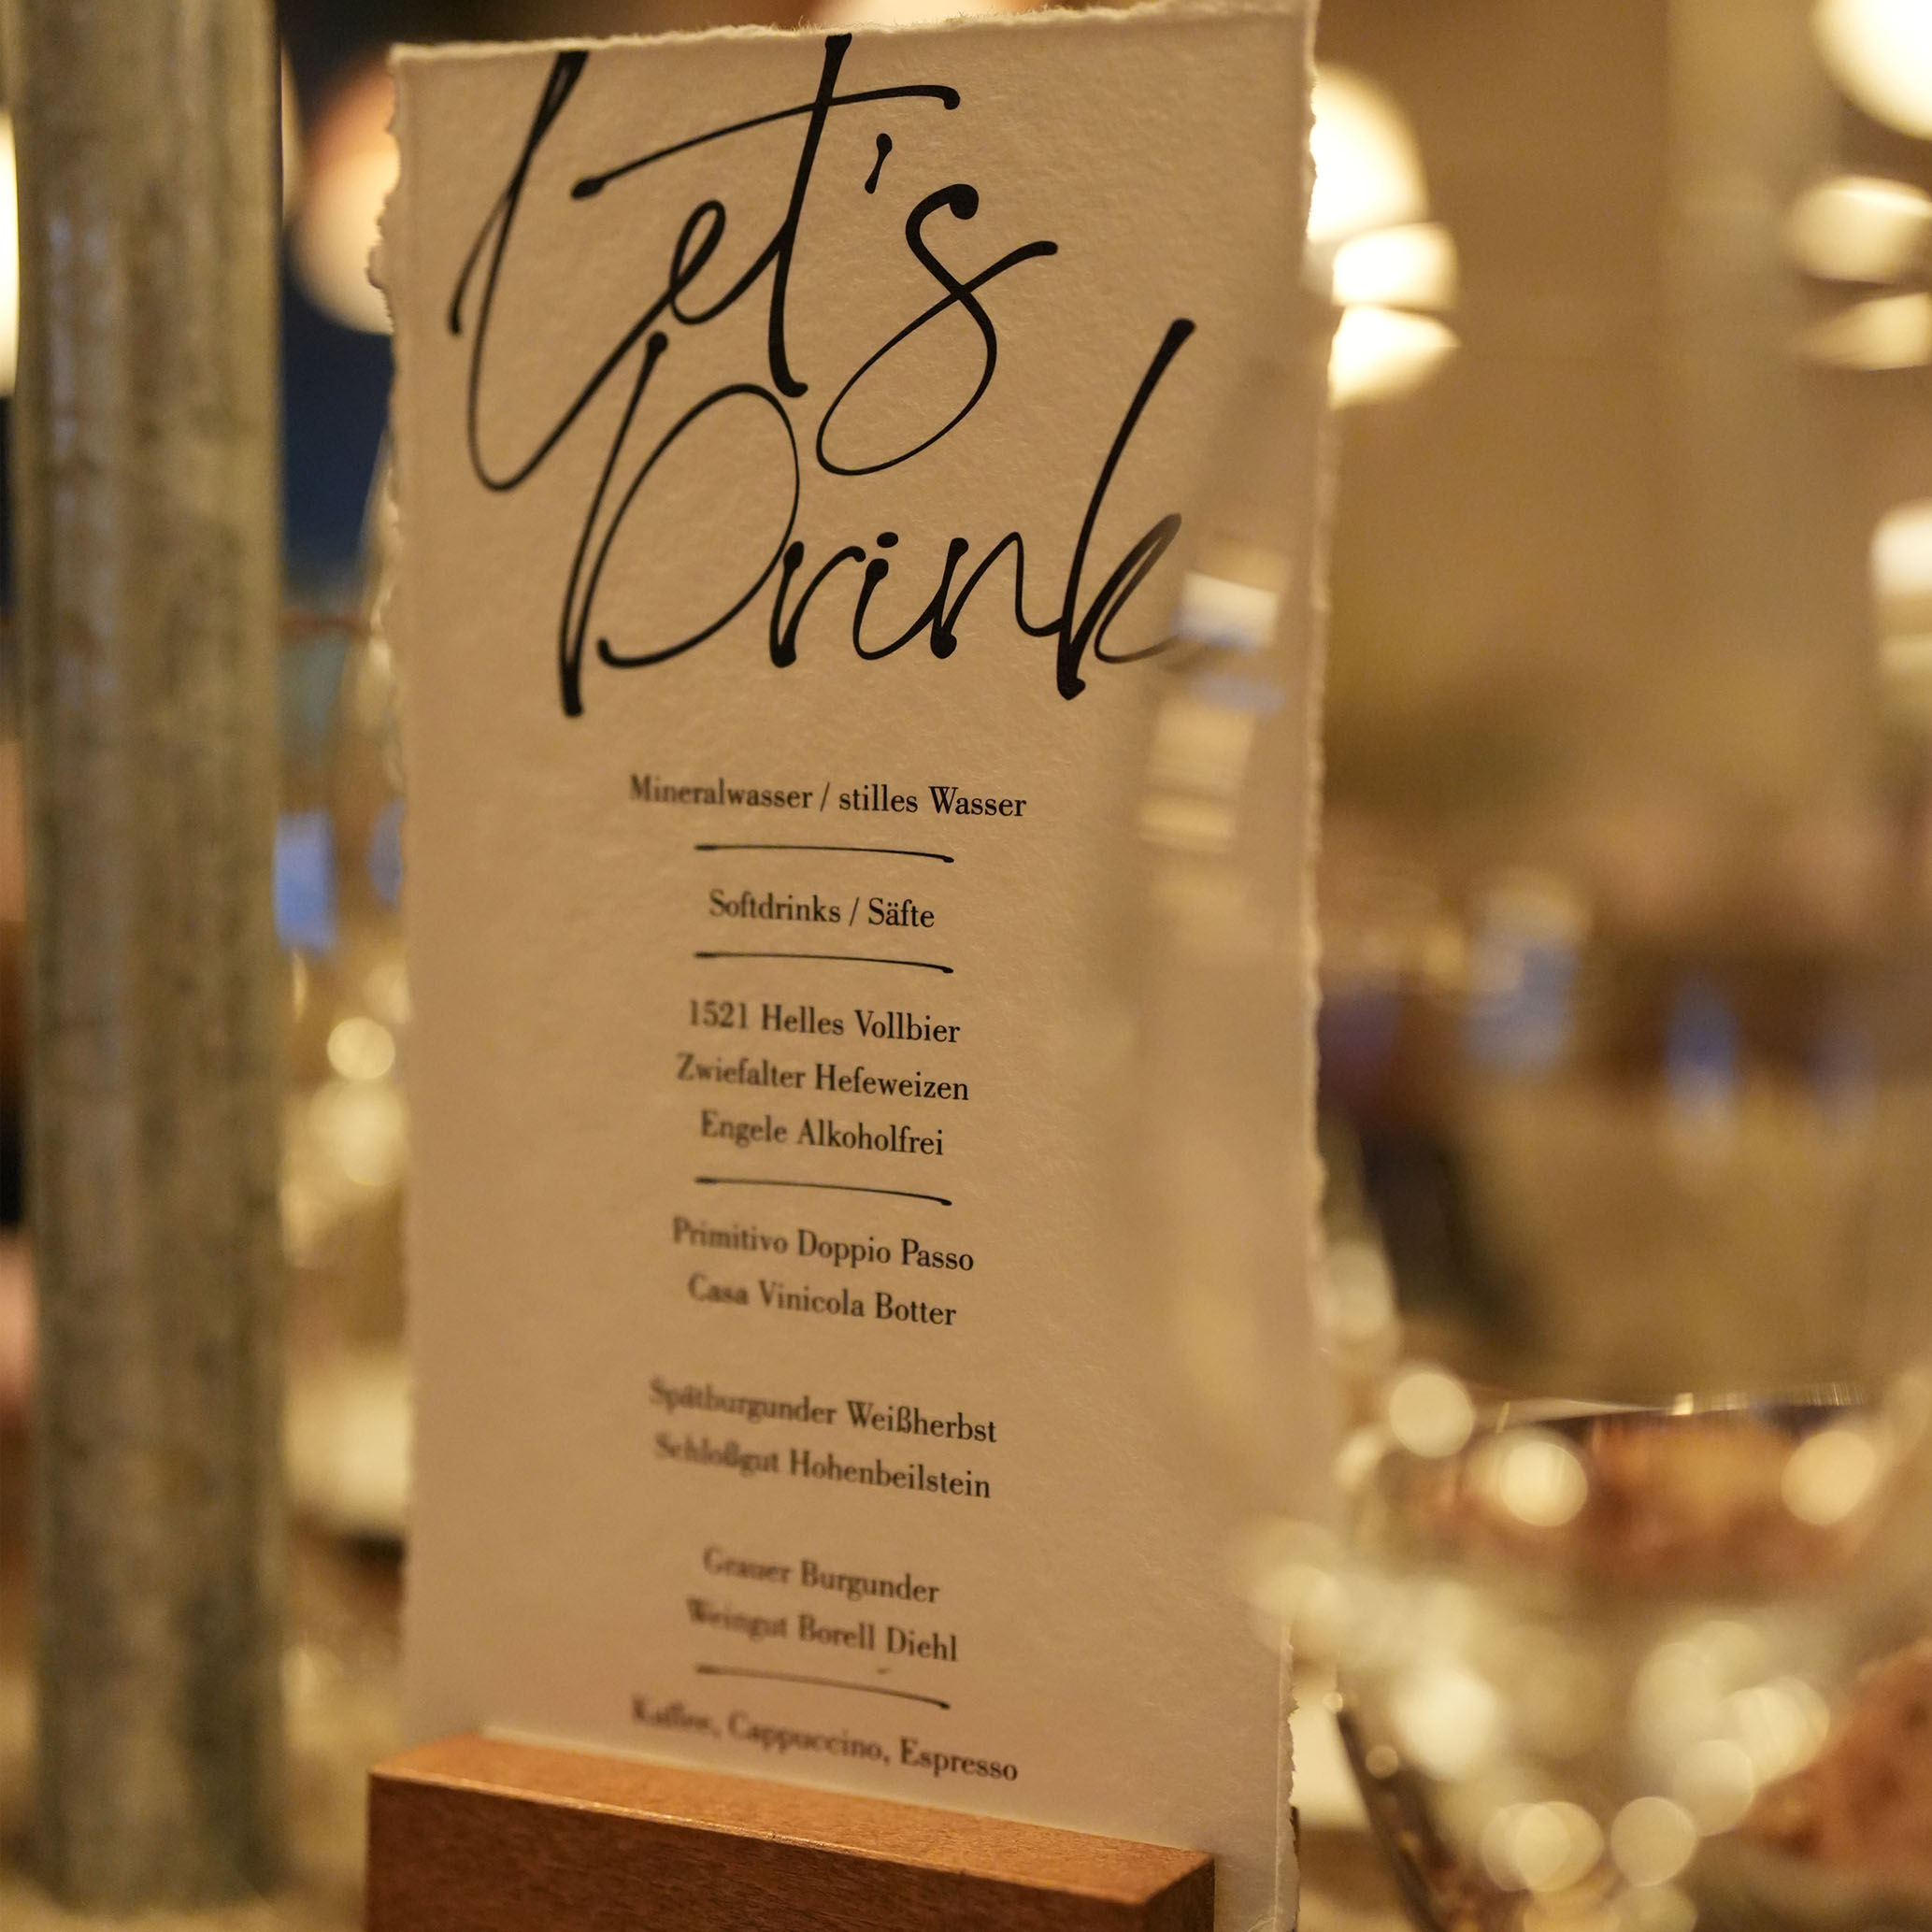 Let's
Drink
Mineralwasser / stilles Wasser
Softdrinks / Säfte
1521 Helles Vollbier
Zwiefalter Hefeweizen
Engele Alkoholfrei
Primitivo Doppio Passo
Casa Vinicola Botter
Spätburgunder Weißherbst
Schloßgut Hohenbeilstein
Grauer Burgunder
Weingut Borell Diehl
Kaffee, Cappuccino, Espresso